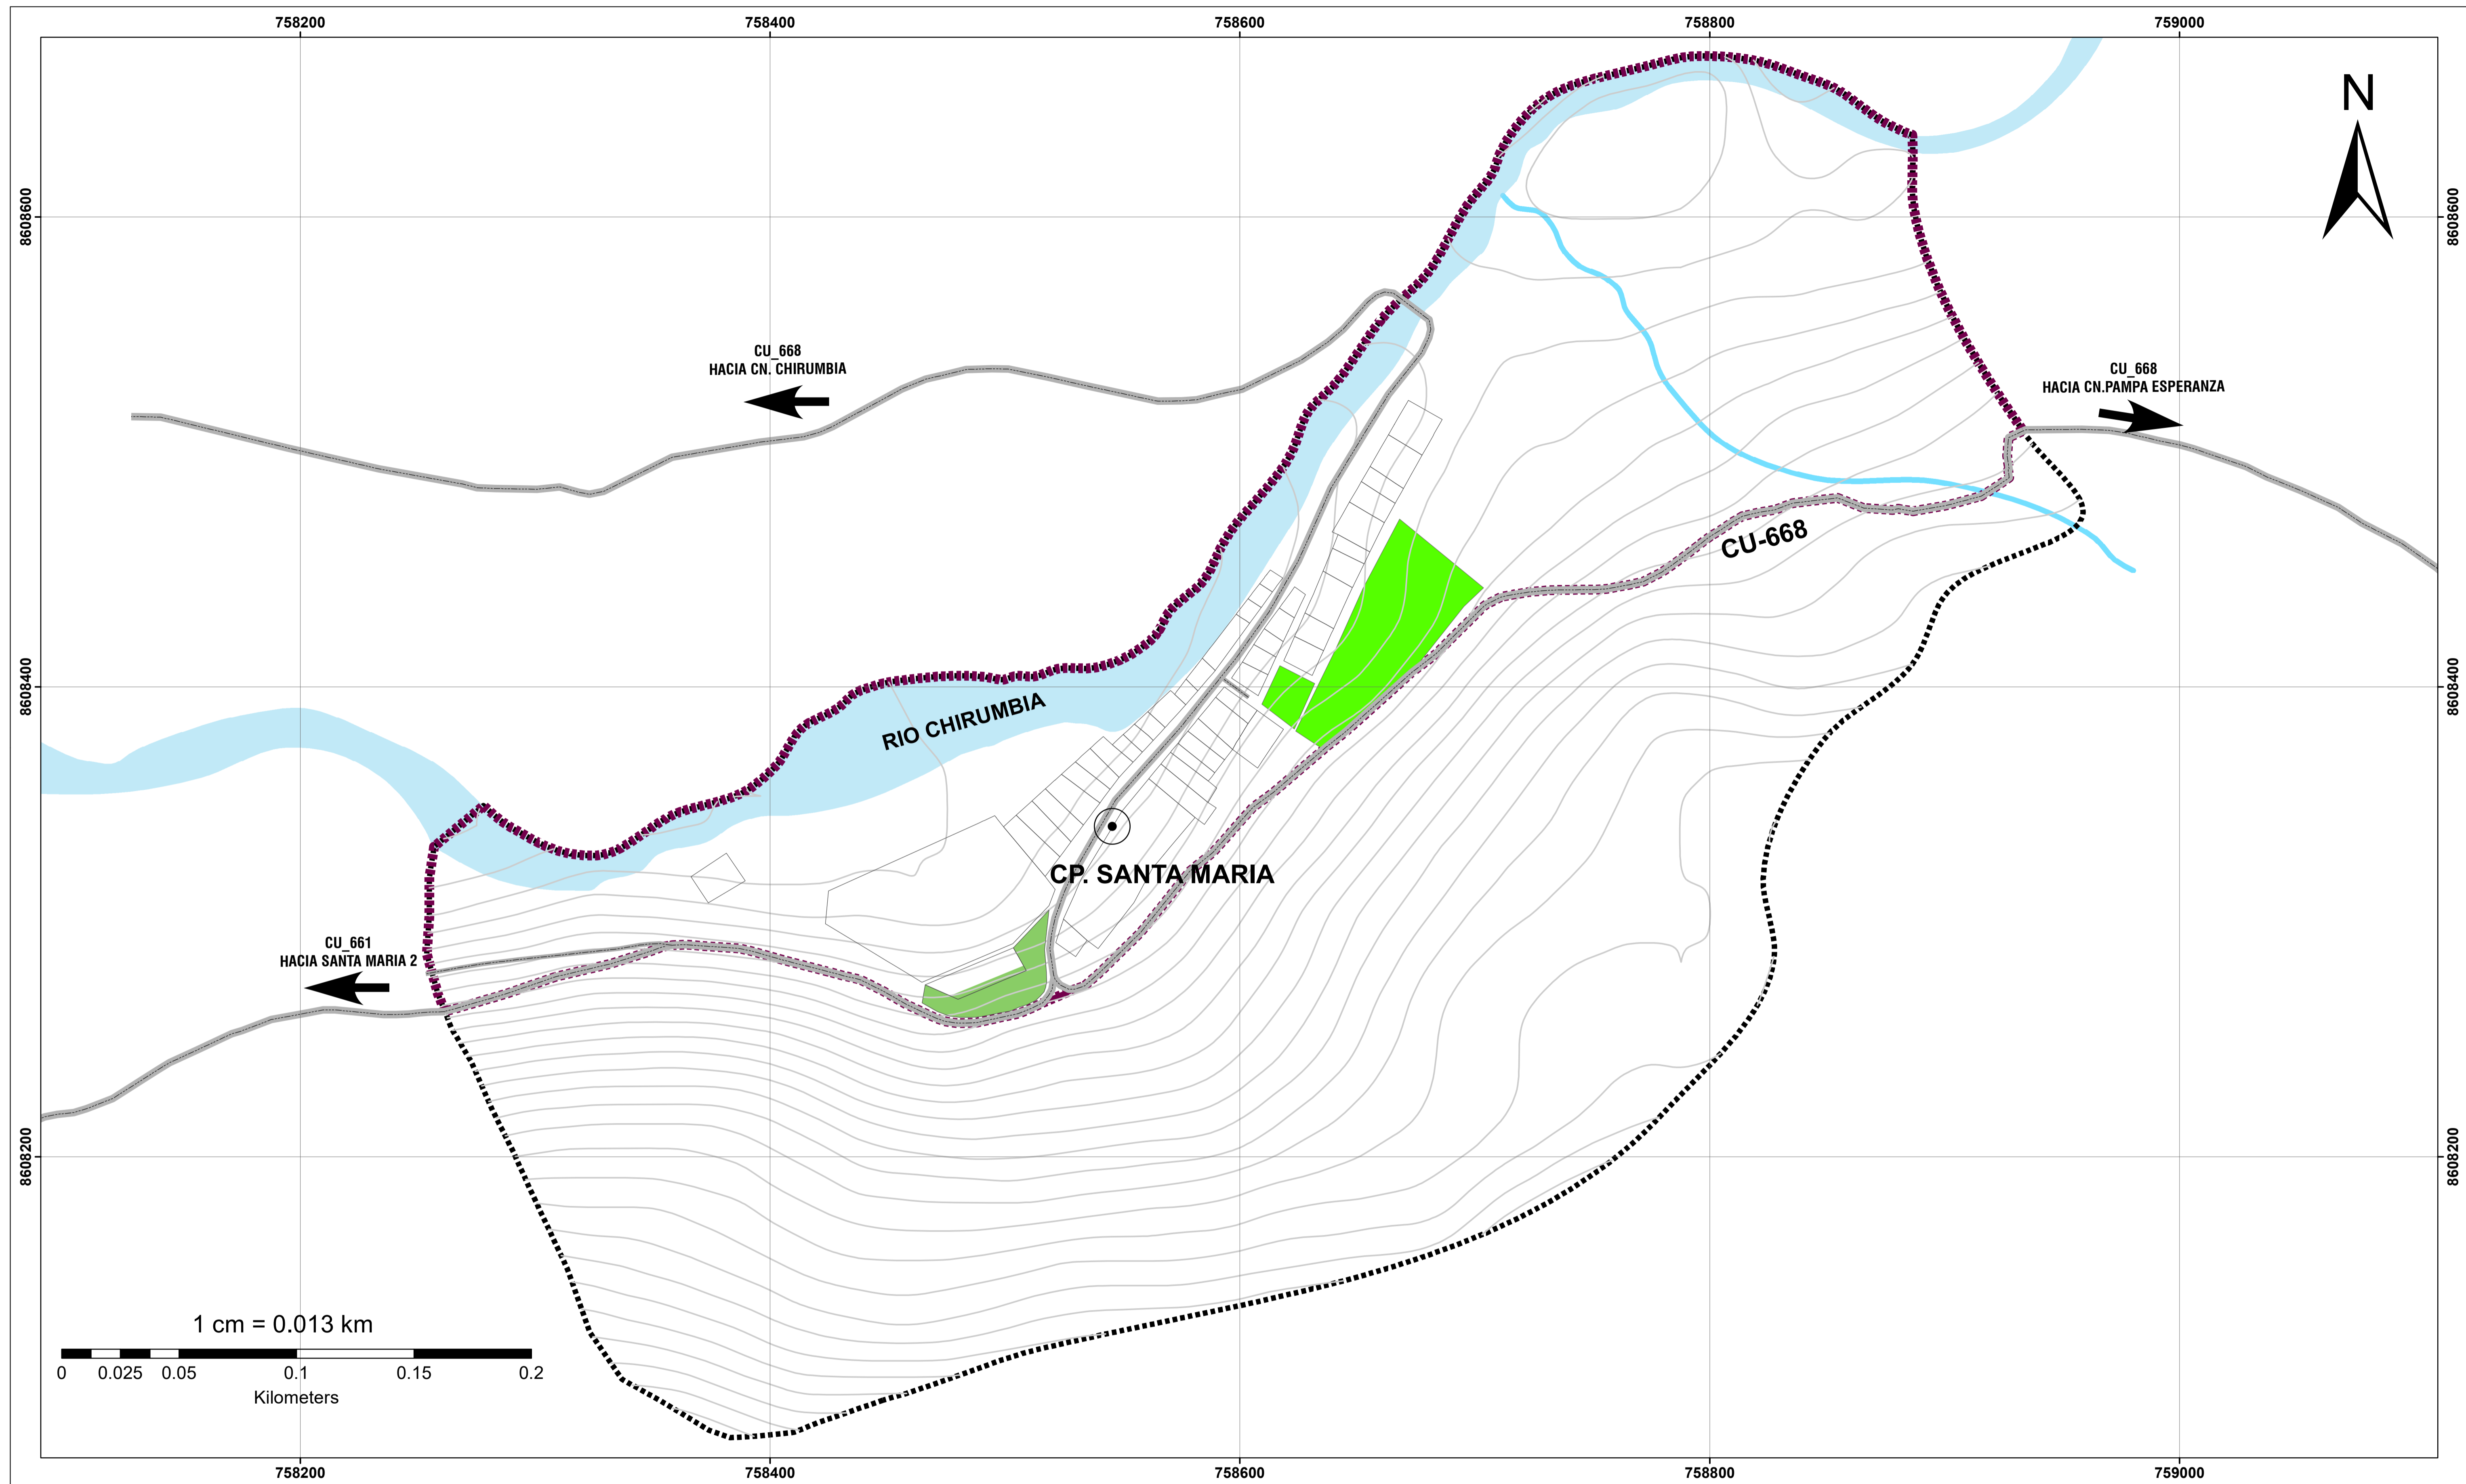 758200 758400 758600 758800 759000
N
8608600 8608600
CU_668
HACIA CN. CHIRUMBIA
CU_668
HACIA CN.PAMPA ESPERANZA
CU-668
8608400 8608400
RIO CHIRUMBIA
CP. SANTA MARIA
CU_661
HACIA SANTA MARIA 2
8608200 8608200
1 cm = 0.013 km
0 0.025 0.05 0.1 0.15 0.2
Kilometers
758200 758400 758600 758800 759000